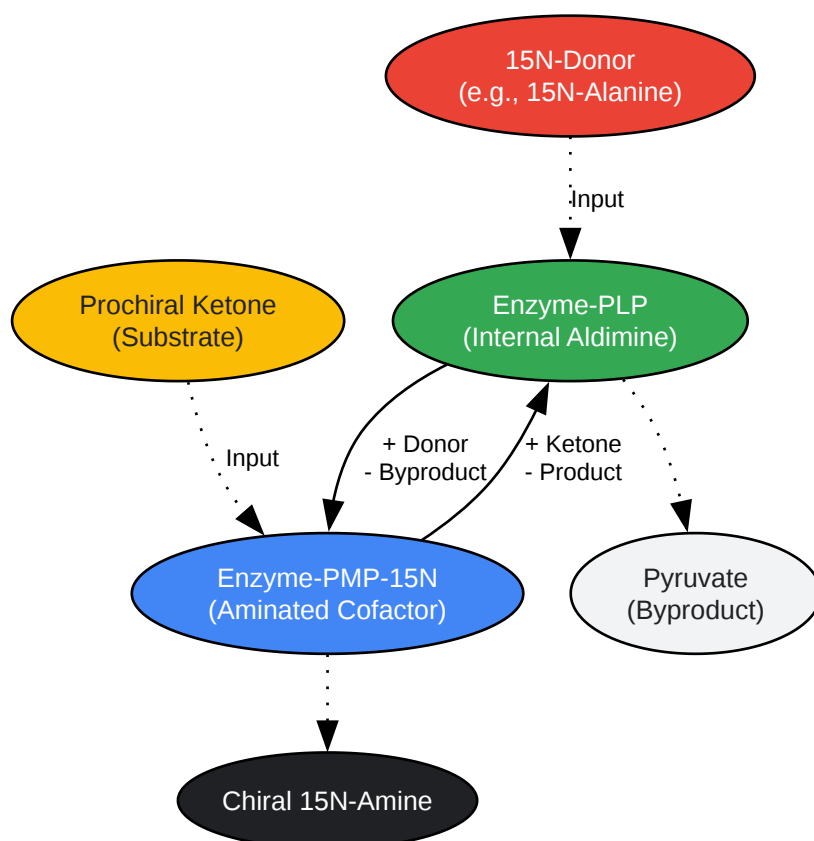 15N-Donor
(e.g., 15N-Alanine)
Input
Prochiral Ketone
(Substrate)
Enzyme-PLP
(Internal Aldimine)
Input
+ Donor
- Byproduct
+ Ketone
- Product
Enzyme-PMP-15N
(Aminated Cofactor)
Pyruvate
(Byproduct)
Chiral 15N-Amine